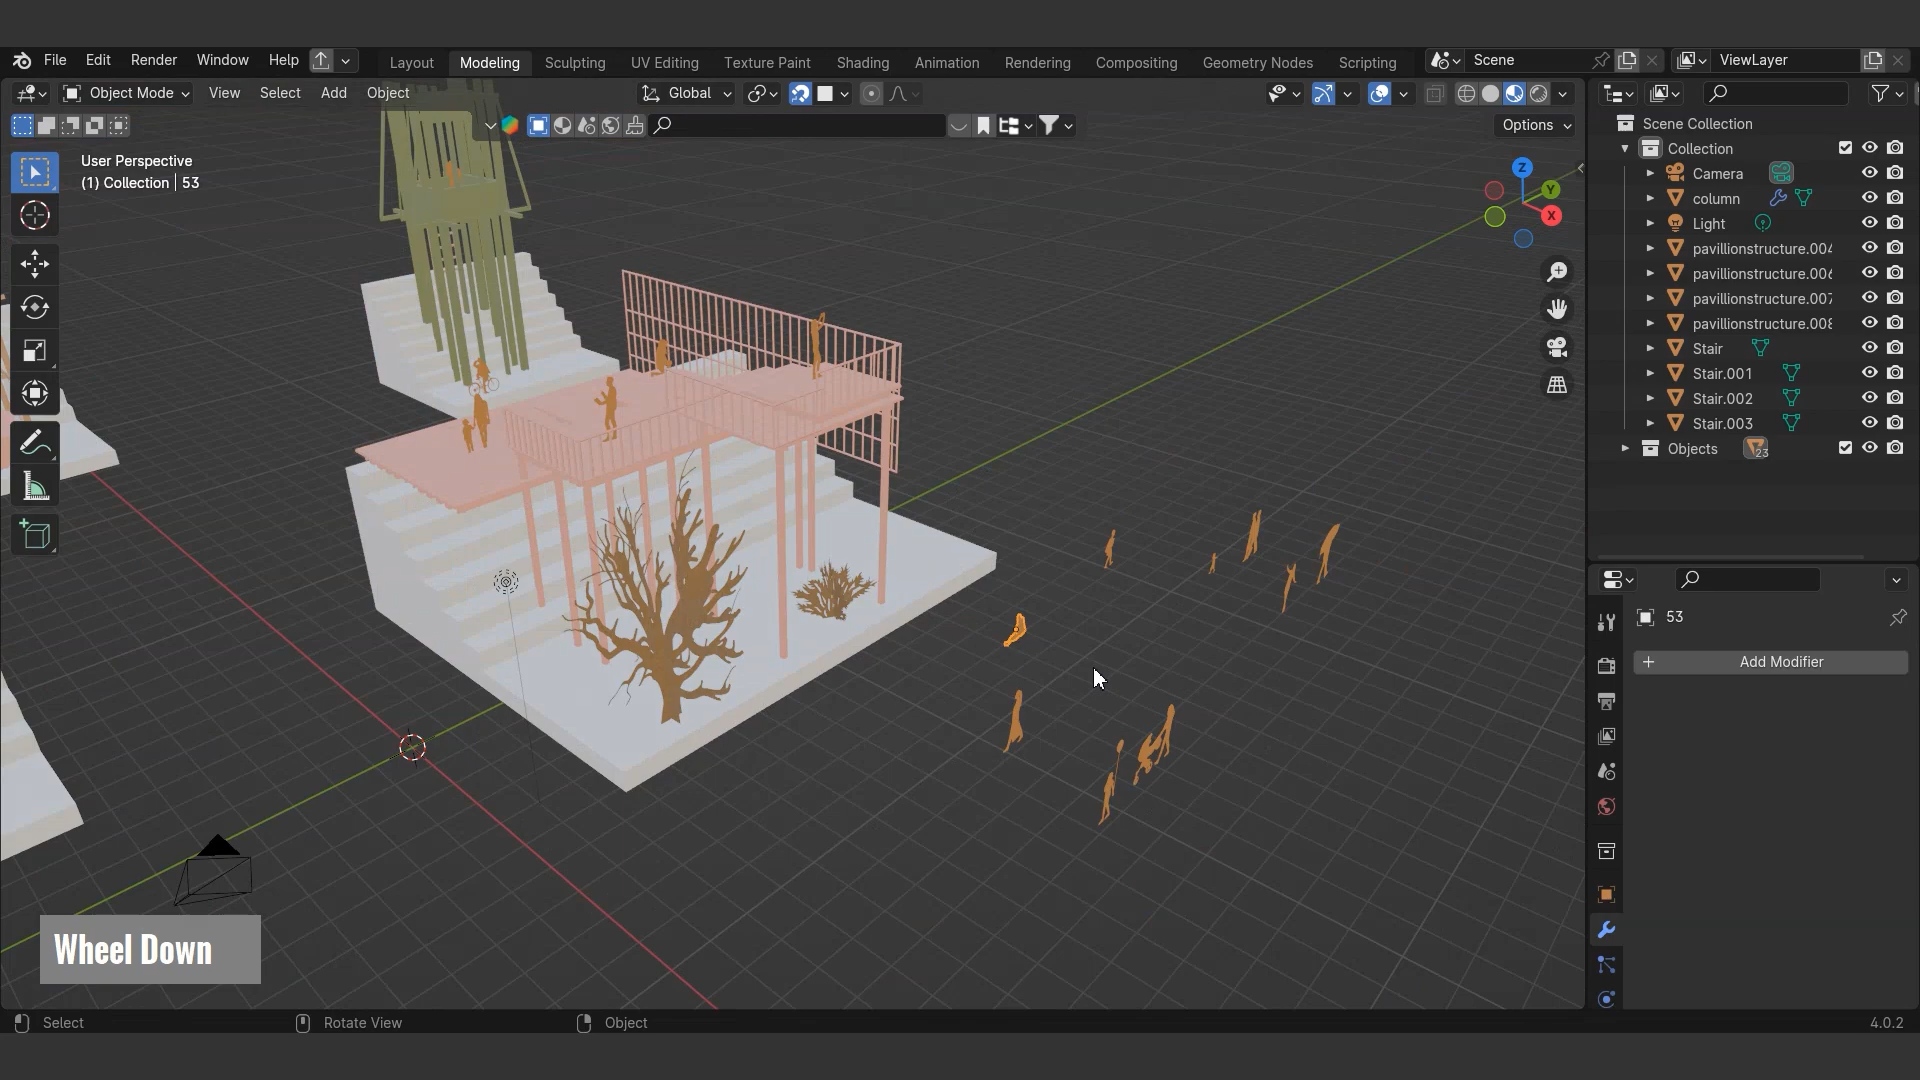 File Edit Render Window Help Layout Modeling Sculpting UV Editing Texture Paint Shading Animation Rendering Compositing Geometry Nodes Scripting Scene ViewLayer
Object Mode View Select Add Object Global
Options
User Perspective
(1) Collection | 53
Z
Y
X
Scene Collection
Collection
Camera
column
Light
pavillionstructure.004
pavillionstructure.006
pavillionstructure.007
pavillionstructure.008
Stair
Stair.001
Stair.002
Stair.003
Objects 23
53
+ Add Modifier
Wheel Down
Select Rotate View Object 4.0.2